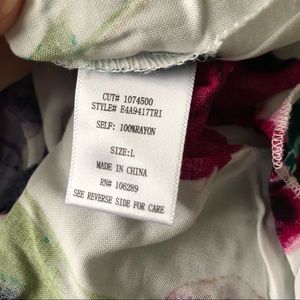 CUT# 1074500
STYLE# E4A9417TRI
SELF: 100%RAYON
SIZE:L
MADE IN CHINA
RN# 106289
SEE REVERSE SIDE FOR CARE